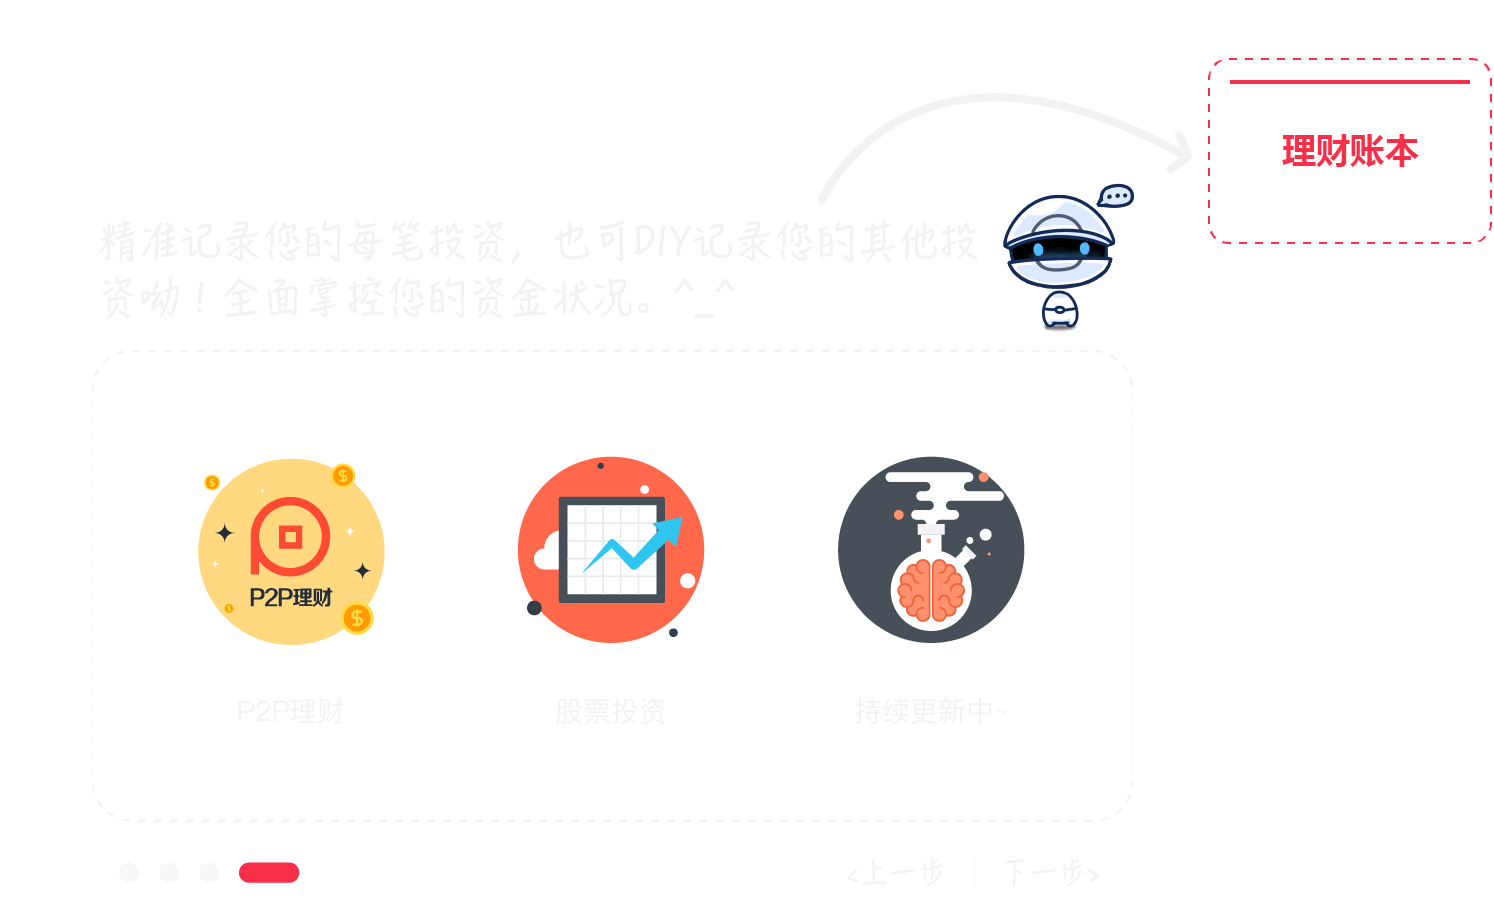 理财账本
精准记录您的每笔投资，也可DIY记录您的其他投
资呦！全面掌控您的资金状况。^_^
P2P理财
P2P理财
股票投资
持续更新中~
<上一步 | 下一步>